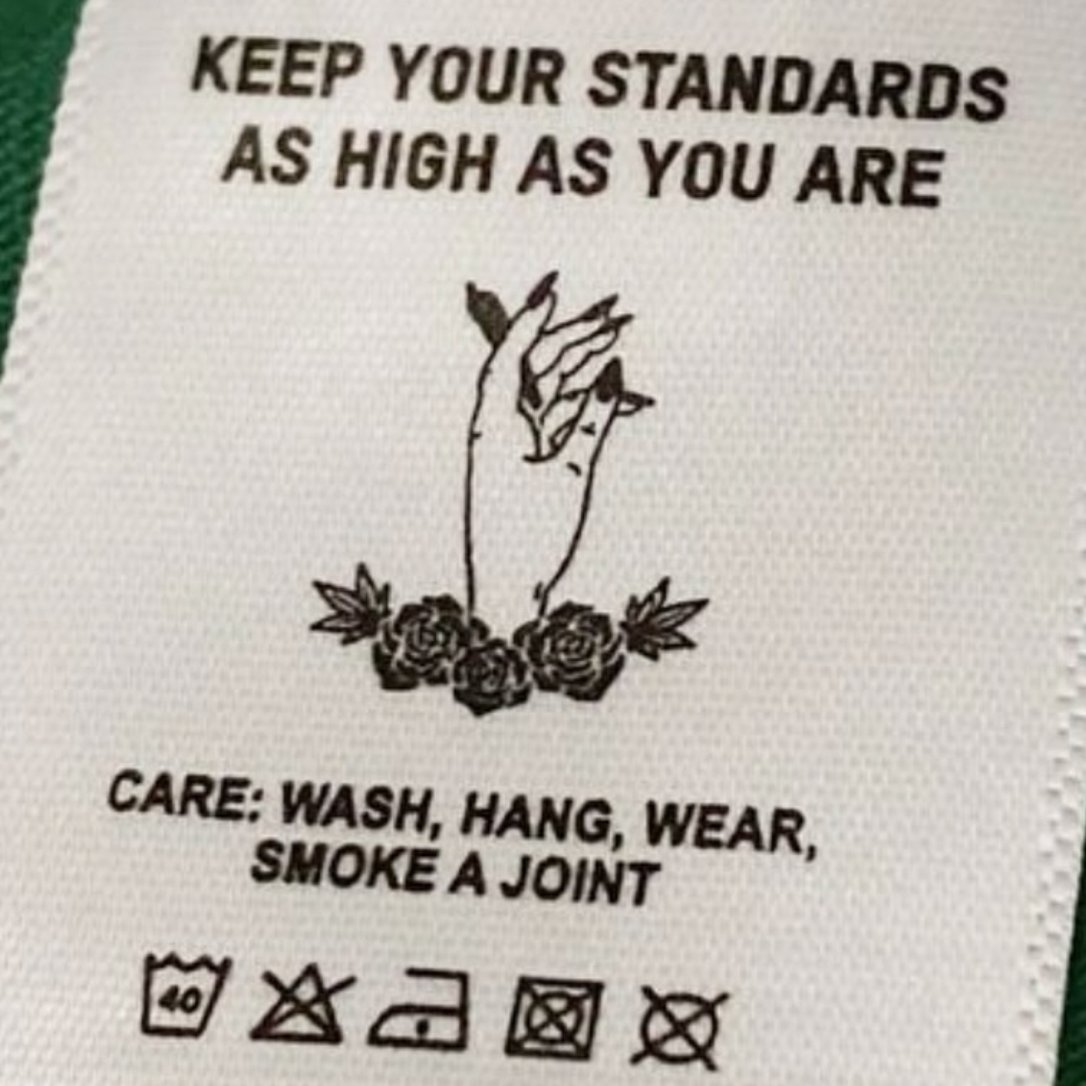 KEEP YOUR STANDARDS
AS HIGH AS YOU ARE
CARE: WASH, HANG, WEAR,
SMOKE A JOINT
40